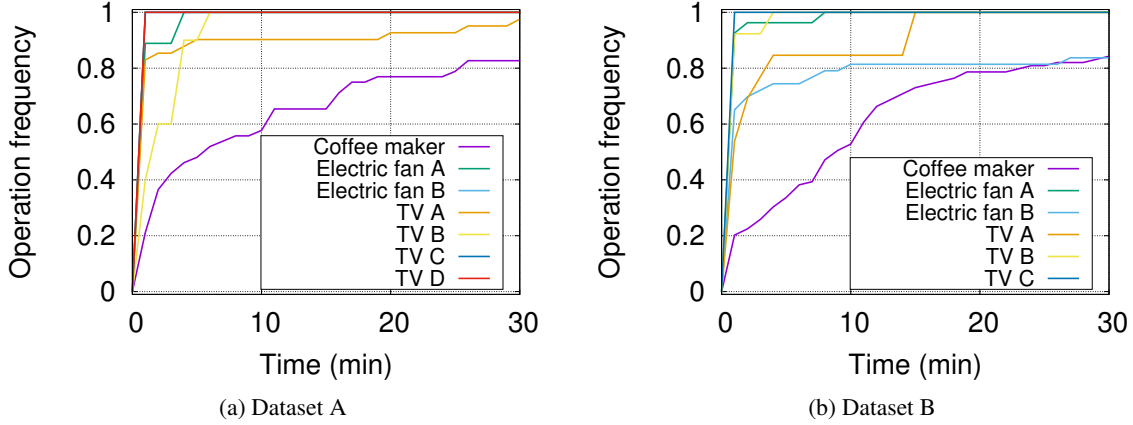 Operation frequency
1
0.8
0.6
0.4
0.2
0
0 10 20 30
Time (min)
Coffee maker
Electric fan A
Electric fan B
TV A
TV B
TV C
TV D
(a) Dataset A
Operation frequency
1
0.8
0.6
0.4
0.2
0
0 10 20 30
Time (min)
Coffee maker
Electric fan A
Electric fan B
TV A
TV B
TV C
(b) Dataset B